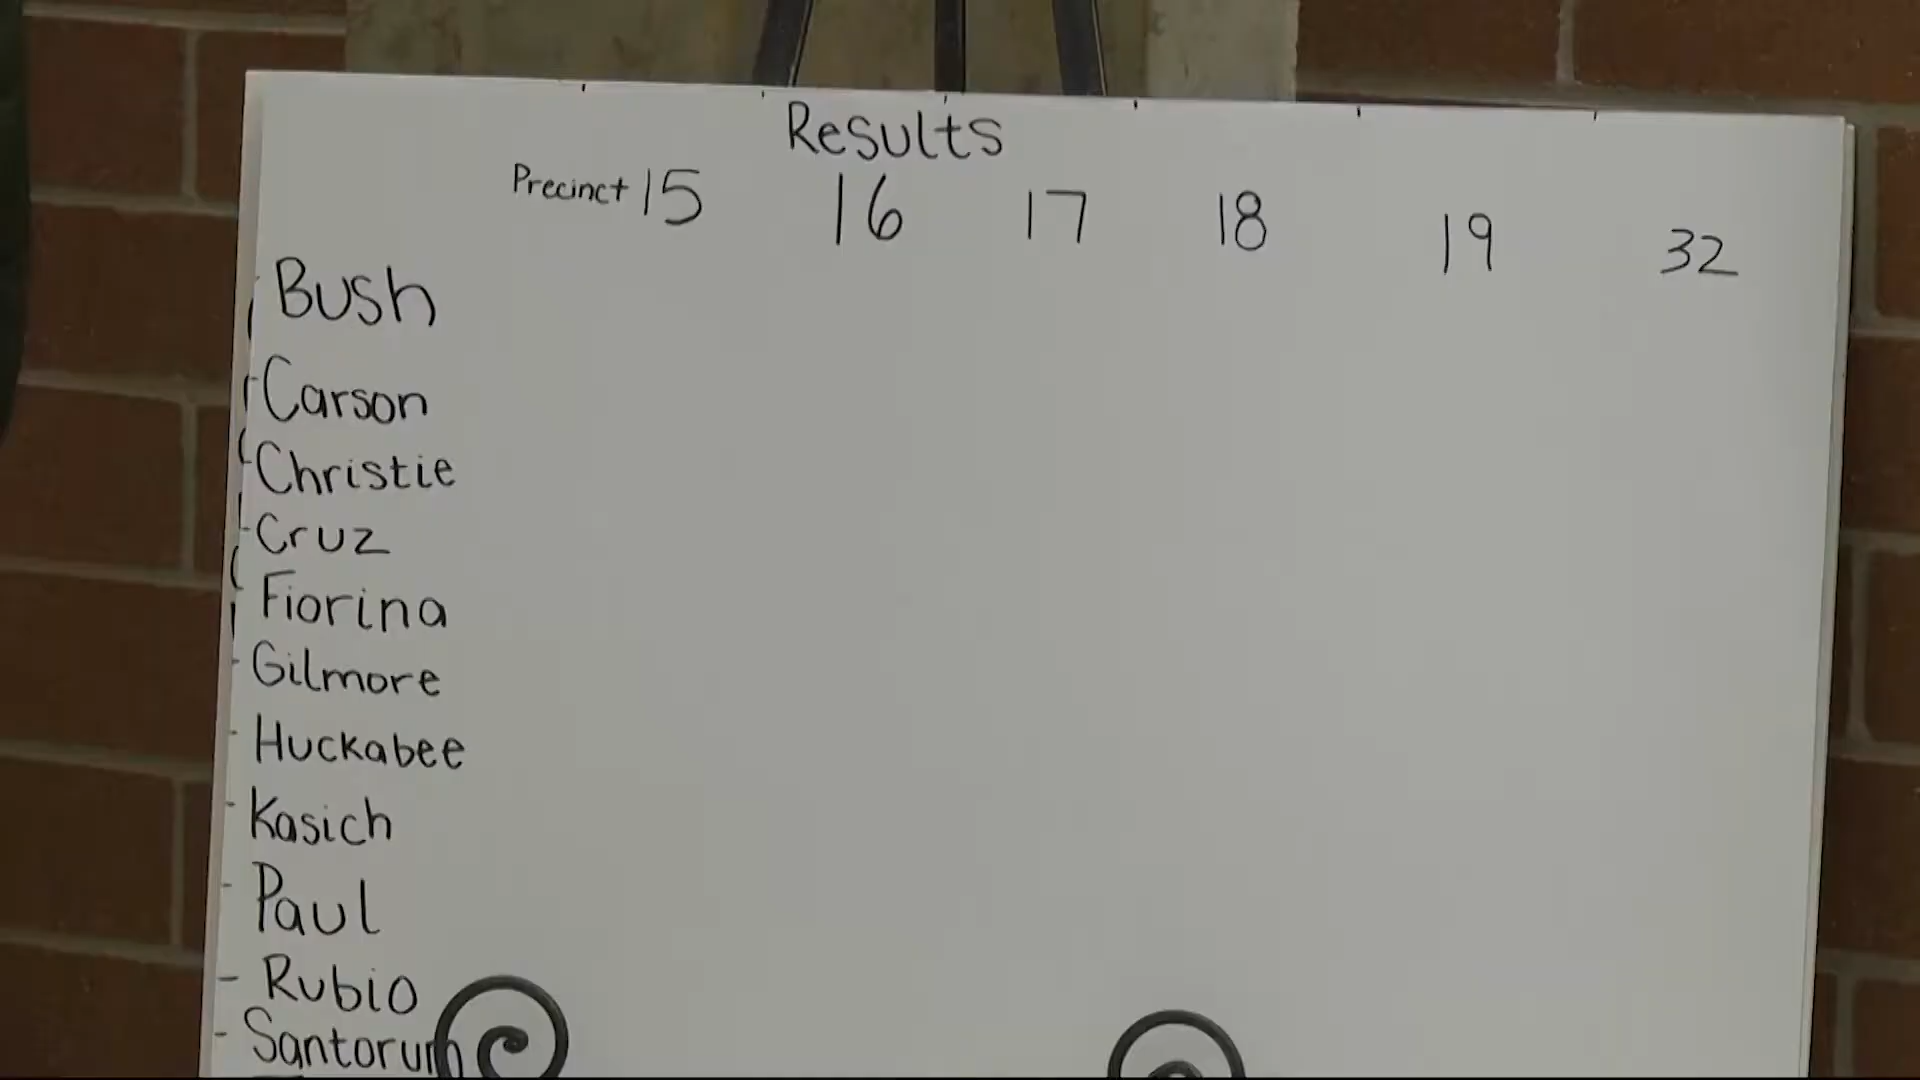 Results
Precinct 15 16 17 18 19 32
Bush
Carson
Christie
Cruz
Fiorina
Gilmore
Huckabee
Kasich
Paul
- Rubio
- Santorum